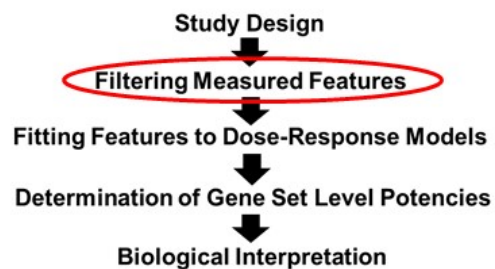 Study Design
Filtering Measured Features
Fitting Features to Dose-Response Models
Determination of Gene Set Level Potencies
Biological Interpretation